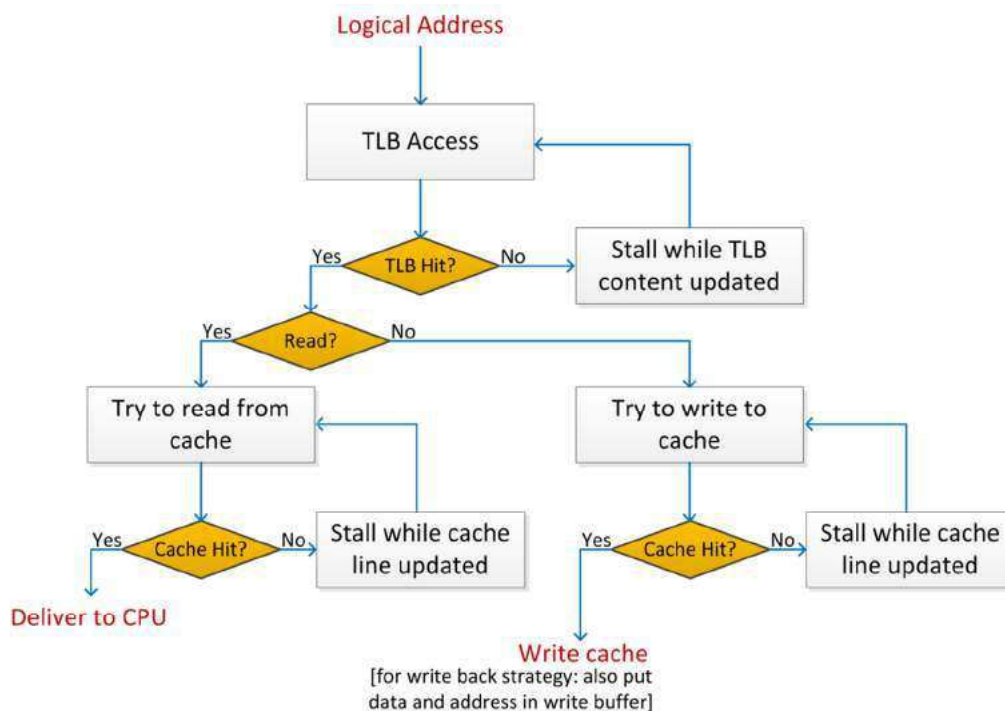 Logical Address
TLB Access
TLB Hit?
Yes
No
Stall while TLB
content updated
Read?
Yes
No
Try to read from
cache
Try to write to
cache
Cache Hit?
Yes
No
Stall while cache
line updated
Cache Hit?
Yes
No
Stall while cache
line updated
Deliver to CPU
Write cache
[for write back strategy: also put
data and address in write buffer]